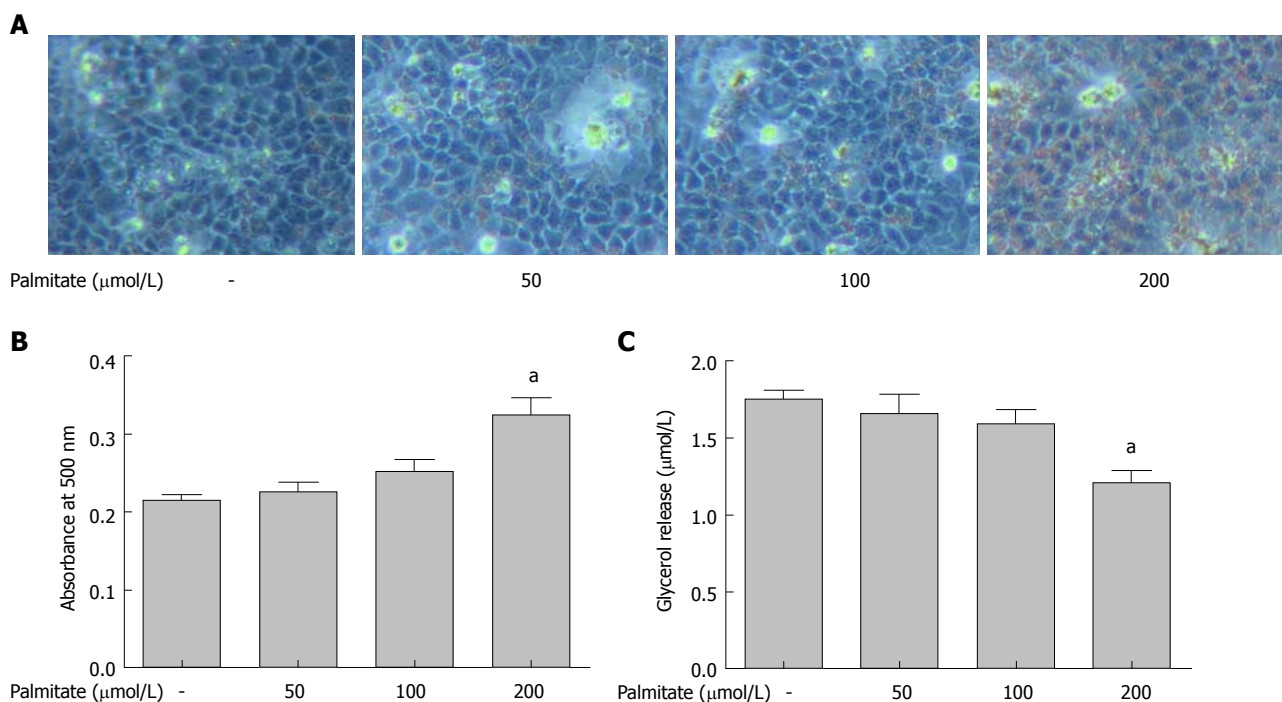 A
Palmitate (μmol/L) - 50 100 200
B
Absorbance at 500 nm
0.4
0.3
0.2
0.1
0.0
a
Palmitate (μmol/L) - 50 100 200
C
Glycerol release (μmol/L)
2.0
1.5
1.0
0.5
0.0
a
Palmitate (μmol/L) - 50 100 200